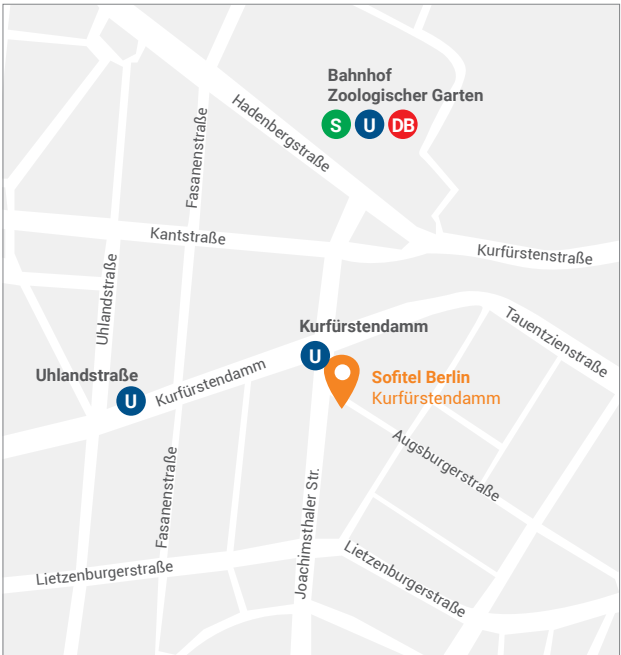 Bahnhof
Zoologischer Garten
S U DB
Hadenbergstraße
Fasanenstraße
Kantstraße
Kurfürstenstraße
Uhlandstraße
Tauentzienstraße
Kurfürstendamm
U
Uhlandstraße
U
Kurfürstendamm
Sofitel Berlin
Kurfürstendamm
Augsburgerstraße
Fasanenstraße
Joachimsthaler Str.
Lietzenburgerstraße
Lietzenburgerstraße